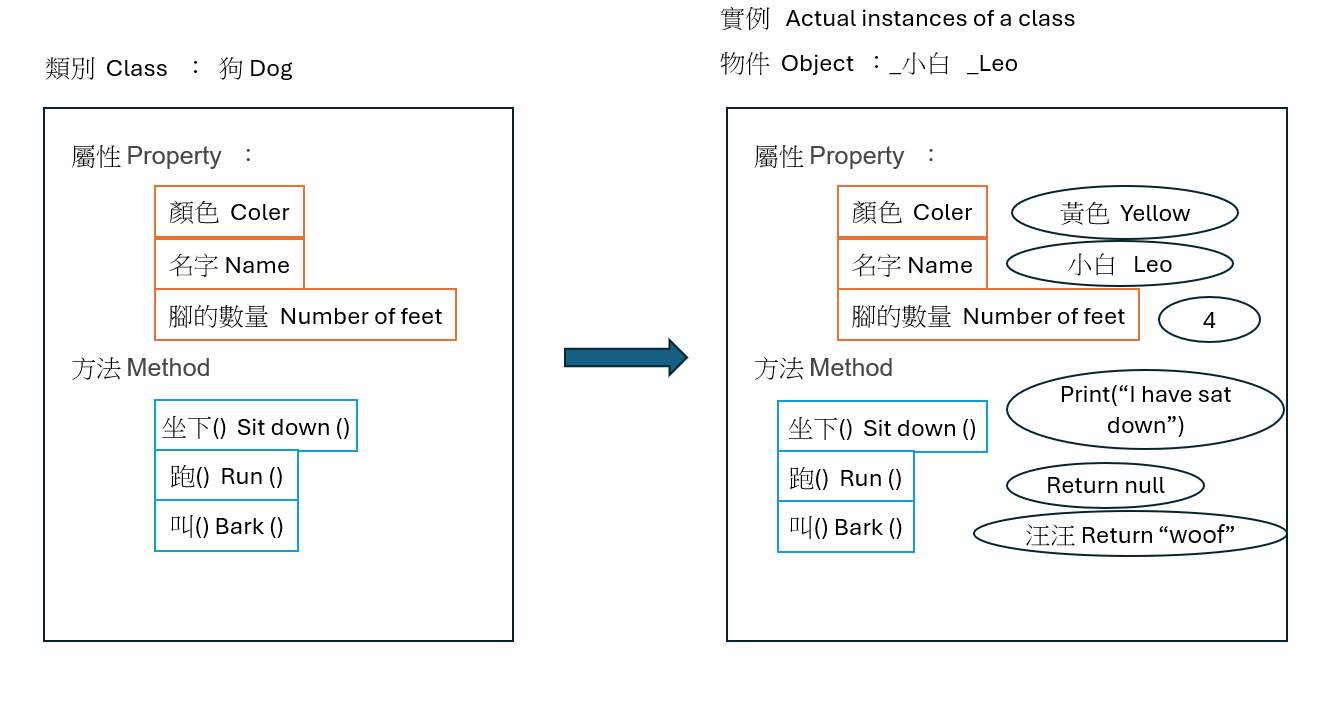 類別 Class ： 狗 Dog
屬性 Property ：
顏色 Coler
名字 Name
腳的數量 Number of feet
方法 Method
坐下() Sit down ()
跑() Run ()
叫() Bark ()
實例 Actual instances of a class
物件 Object ：_小白 _Leo
屬性 Property ：
顏色 Coler
黃色 Yellow
名字 Name
小白 Leo
腳的數量 Number of feet
4
方法 Method
坐下() Sit down ()
Print(“I have sat
down”)
跑() Run ()
Return null
叫() Bark ()
汪汪 Return “woof”